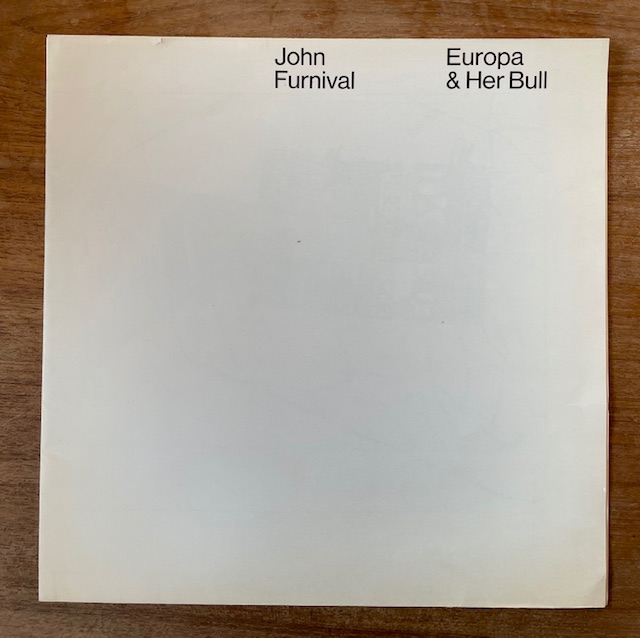 John
Furnival
Europa
& Her Bull